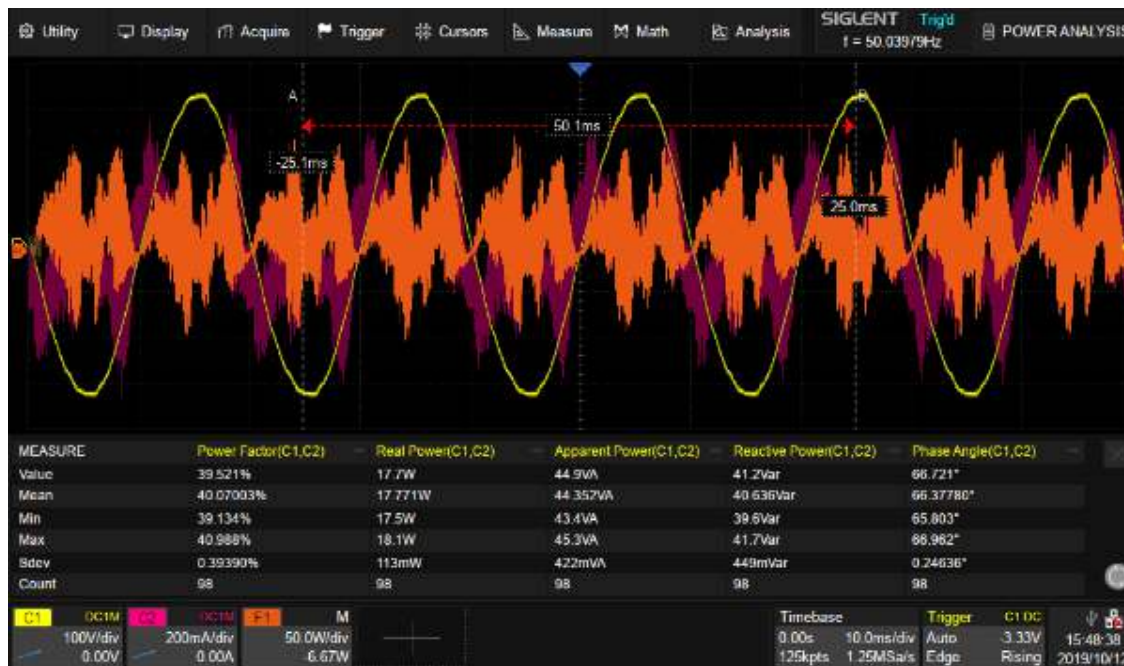 Utility Display Acquire Trigger Cursors Measure Math Analysis SIGLENT Trig'd POWER ANALYSIS
f = 50.03979Hz
A
B
50.1ms
-25.1ms
25.0ms
MEASURE Power Factor(C1,C2) Real Power(C1,C2) Apparent Power(C1,C2) Reactive Power(C1,C2) Phase Angle(C1,C2)
Value 39.521% 17.7W 44.9VA 41.2Var 66.721°
Mean 40.07003% 17.771W 44.352VA 40.636Var 66.37780°
Min 39.134% 17.5W 43.4VA 39.6Var 65.803°
Max 40.988% 18.1W 45.3VA 41.7Var 66.962°
Sdev 0.39390% 113mW 422mVA 449mVar 0.24636°
Count 98 98 98 98 98
C1 DC1M C2 DC1M F1 M Timebase Trigger C1 DC
100V/div 200mA/div 50.0W/div 0.00s 10.0ms/div Auto -3.33V 15:48:38
0.00V 0.00A -6.67W 125kpts 1.25MSa/s Edge Rising